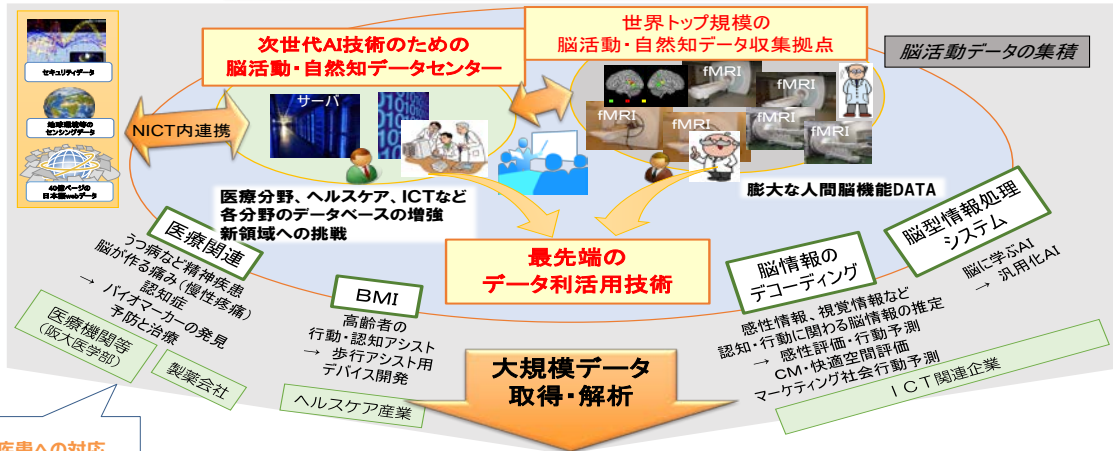 セキュリティデータ
地球環境等の
センシングデータ
40億ページの
日本語webデータ
NICT内連携
次世代AI技術のための
脳活動・自然知データセンター
サーバ
世界トップ規模の
脳活動・自然知データ収集拠点
fMRI
fMRI
fMRI
fMRI
fMRI
fMRI
脳活動データの集積
医療分野、ヘルスケア、ICTなど
各分野のデータベースの増強
新領域への挑戦
膨大な人間脳機能DATA
最先端の
データ利活用技術
医療関連
うつ病など精神疾患
脳が作る痛み(慢性疼痛)
認知症
→ バイオマーカーの発見
予防と治療
医療機関等
(阪大医学部)
製薬会社
BMI
高齢者の
行動・認知アシスト
→ 歩行アシスト用
デバイス開発
ヘルスケア産業
大規模データ
取得・解析
脳情報の
デコーディング
感性情報、視覚情報など
認知・行動に関わる脳情報の推定
→ 感性評価・行動予測
CM・快適空間評価
マーケティング社会行動予測
ICT関連企業
脳型情報処理
システム
脳に学ぶAI
→ 汎用化AI
疾患への対応